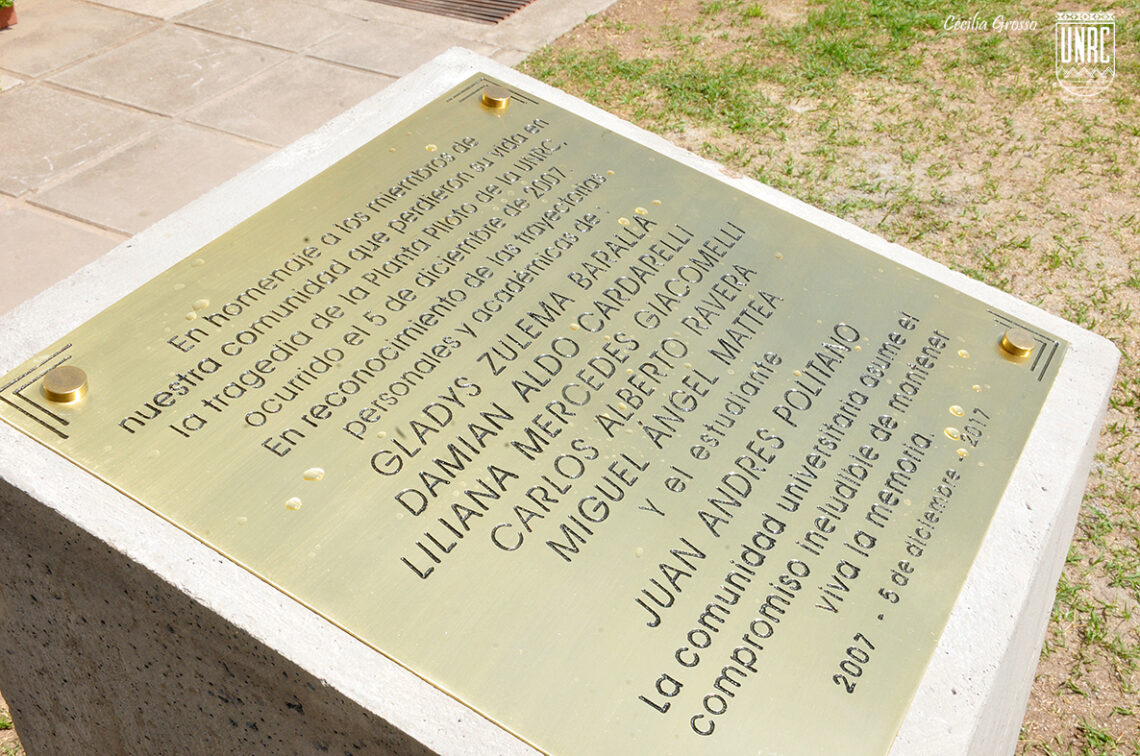 En homenaje a los miembros de
nuestra comunidad que perdieron su vida en
la tragedia de la Planta Piloto de la UNRC,
ocurrido el 5 de diciembre de 2007.
En reconocimiento de las trayectorias
personales y académicas de :
GLADYS ZULEMA BARALLA
DAMIAN ALDO CARDARELLI
LILIANA MERCEDES GIACOMELLI
CARLOS ALBERTO RAVERA
MIGUEL ÁNGEL MATTEA
y el estudiante
JUAN ANDRES POLITANO
La comunidad universitaria asume el
compromiso ineludible de mantener
viva la memoria.
2007 - 5 de diciembre - 2017
Cecilia Grosso
UNRC